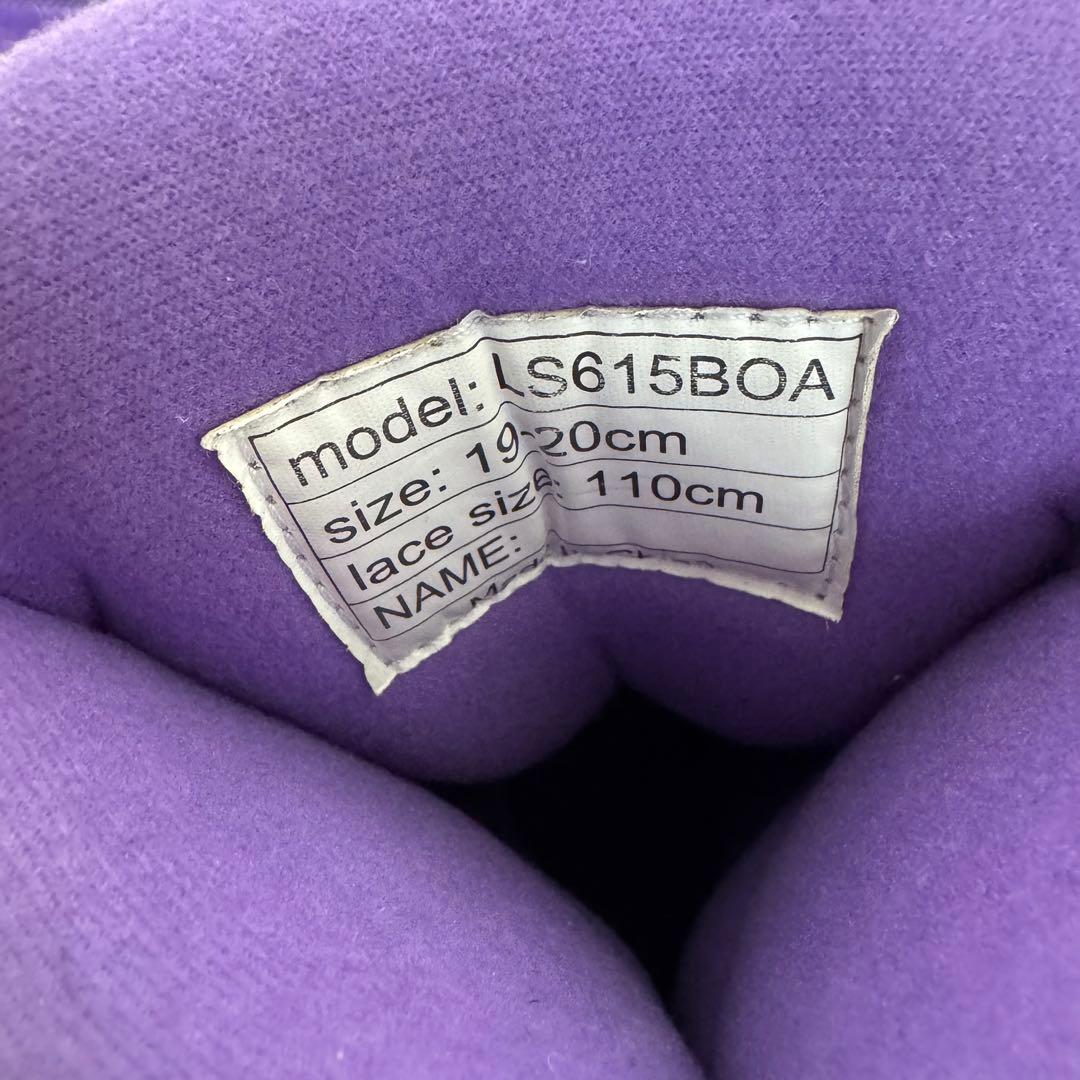 model: LS615BOA
size: 19-20cm
lace size: 110cm
NAME: